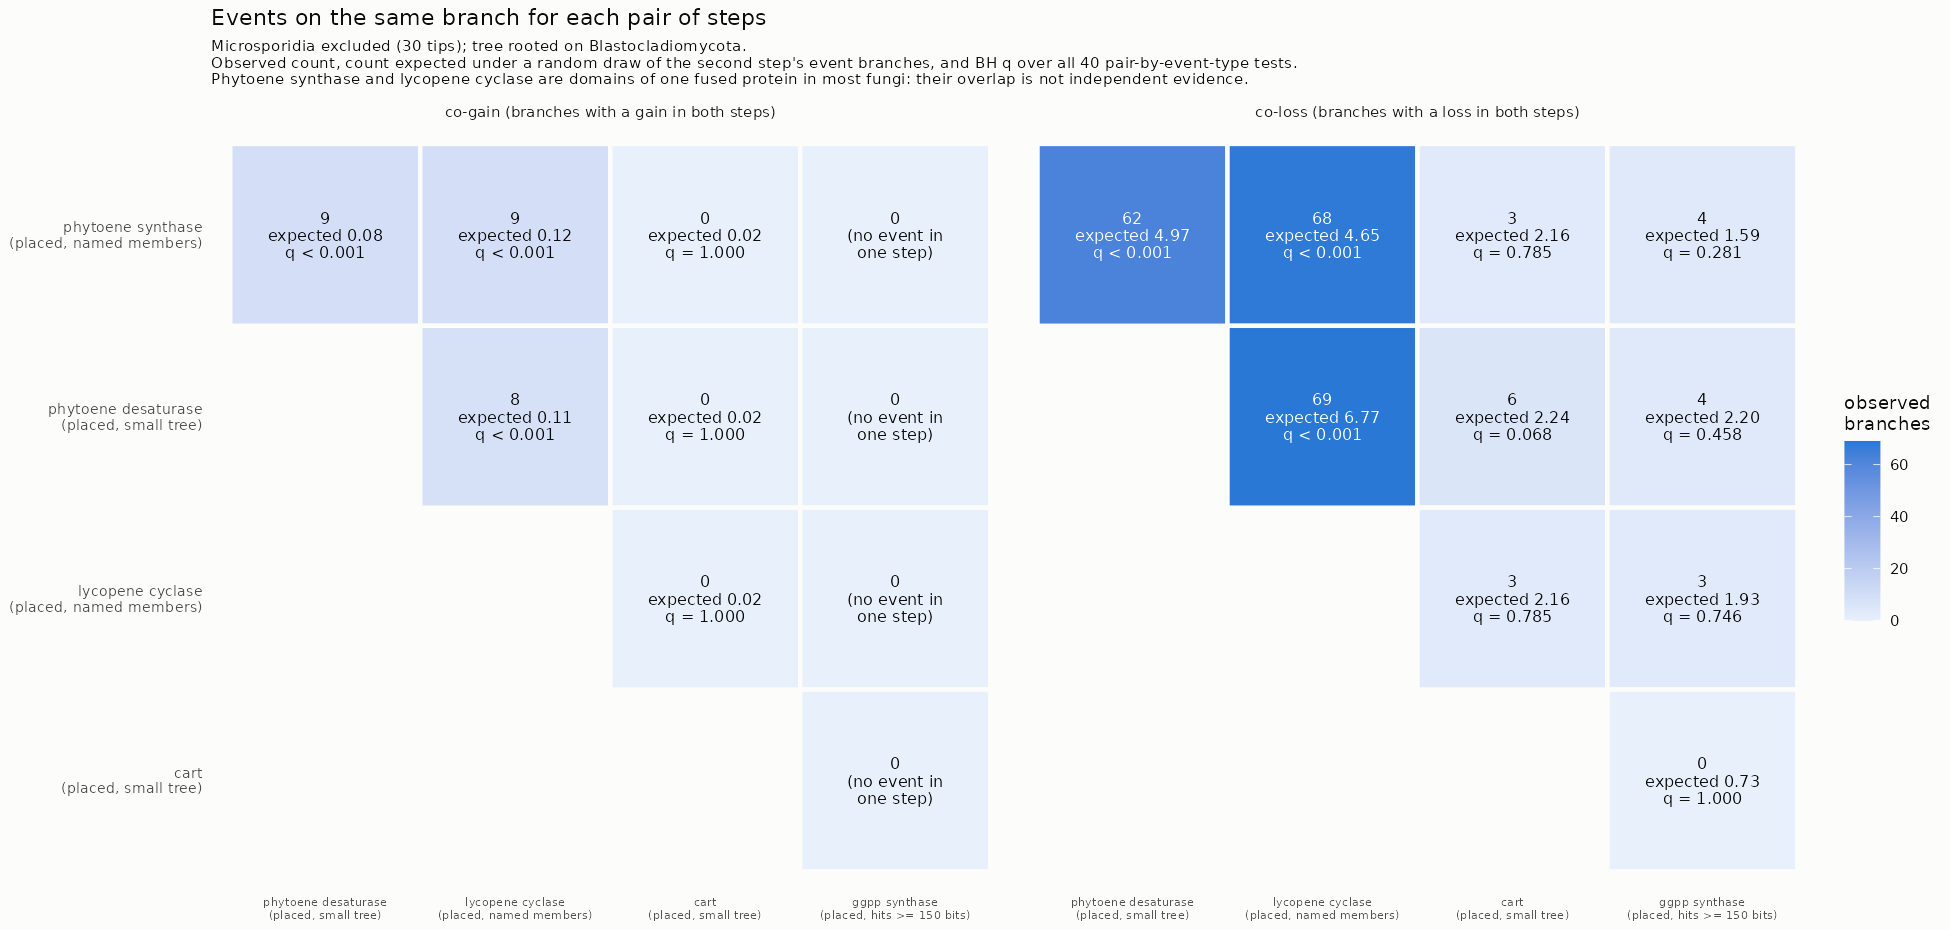 Events on the same branch for each pair of steps
Microsporidia excluded (30 tips); tree rooted on Blastocladiomycota.
Observed count, count expected under a random draw of the second step's event branches, and BH q over all 40 pair-by-event-type tests.
Phytoene synthase and lycopene cyclase are domains of one fused protein in most fungi: their overlap is not independent evidence.
co-gain (branches with a gain in both steps)
co-loss (branches with a loss in both steps)
phytoene synthase
(placed, named members)
9
expected 0.08
q < 0.001
9
expected 0.12
q < 0.001
0
expected 0.02
q = 1.000
0
(no event in
one step)
62
expected 4.97
q < 0.001
68
expected 4.65
q < 0.001
3
expected 2.16
q = 0.785
4
expected 1.59
q = 0.281
phytoene desaturase
(placed, small tree)
8
expected 0.11
q < 0.001
0
expected 0.02
q = 1.000
0
(no event in
one step)
69
expected 6.77
q < 0.001
6
expected 2.24
q = 0.068
4
expected 2.20
q = 0.458
lycopene cyclase
(placed, named members)
0
expected 0.02
q = 1.000
0
(no event in
one step)
3
expected 2.16
q = 0.785
3
expected 1.93
q = 0.746
cart
(placed, small tree)
0
(no event in
one step)
0
expected 0.73
q = 1.000
phytoene desaturase
(placed, small tree)
lycopene cyclase
(placed, named members)
cart
(placed, small tree)
ggpp synthase
(placed, hits >= 150 bits)
phytoene desaturase
(placed, small tree)
lycopene cyclase
(placed, named members)
cart
(placed, small tree)
ggpp synthase
(placed, hits >= 150 bits)
observed
branches
60
40
20
0